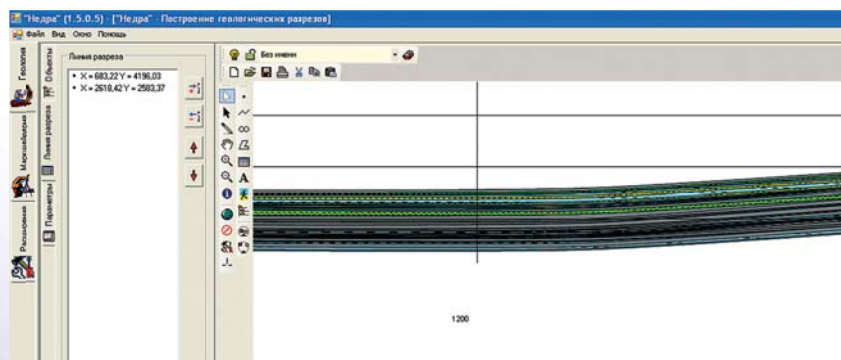 "Недра" (1.5.0.5) - ["Недра" - Построение геологических разрезов]
Файл Вид Окно Помощь
Геология
Маркшейдерия
Расширения
Объекты
Линия разреза
Параметры
Линия разреза
X = 683,22 Y = 4196,03
X = 2618,42 Y = 2583,37
Без имени
A
1200